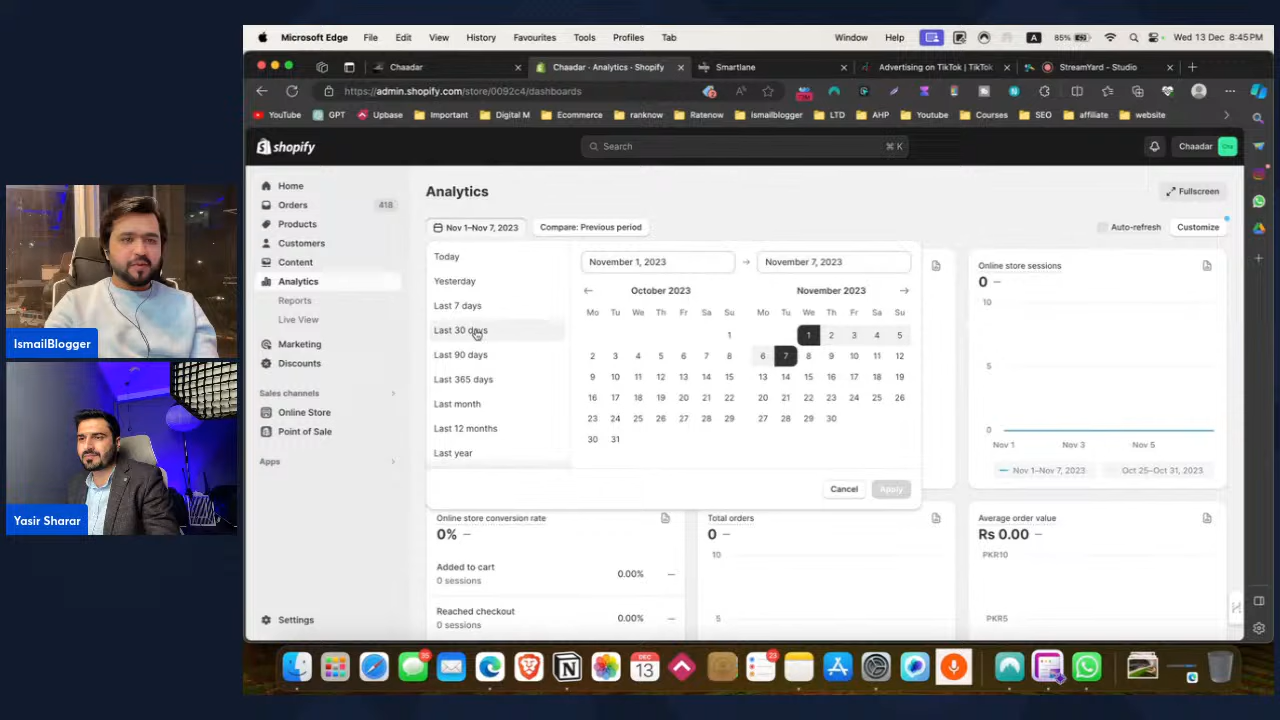 Microsoft Edge File Edit View History Favourites Tools Profiles Tab Window Help A 85% Wed 13 Dec 8:45PM
Chaadar Chaadar · Analytics · Shopify Smartlane Advertising on TikTok | TikTok StreamYard - Studio
https://admin.shopify.com/store/0092c4/dashboards
YouTube GPT Upbase Important Digital M Ecommerce ranknow Ratenow Ismailblogger LTD AHP Youtube Courses SEO affiliate website
shopify
Search
⌘ K
Chaadar
Home
Orders 418
Products
Customers
Content
Analytics
Reports
Live View
Marketing
Discounts
Sales channels
Online Store
Point of Sale
Apps
Settings
Analytics
Fullscreen
Nov 1–Nov 7, 2023
Compare: Previous period
Auto-refresh
Customize
Today
Yesterday
Last 7 days
Last 30 days
Last 90 days
Last 365 days
Last month
Last 12 months
Last year
November 1, 2023 → November 7, 2023
October 2023
Mo Tu We Th Fr Sa Su
1
2 3 4 5 6 7 8
9 10 11 12 13 14 15
16 17 18 19 20 21 22
23 24 25 26 27 28 29
30 31
November 2023
Mo Tu We Th Fr Sa Su
1 2 3 4 5
6 7 8 9 10 11 12
13 14 15 16 17 18 19
20 21 22 23 24 25 26
27 28 29 30
Cancel
Apply
Online store sessions
0 –
10
5
0
Nov 1 Nov 3 Nov 5
Nov 1–Nov 7, 2023 Oct 25–Oct 31, 2023
Online store conversion rate
0% –
Added to cart
0 sessions
0.00% –
Reached checkout
0 sessions
0.00% –
Total orders
0 –
10
5
Average order value
Rs 0.00 –
PKR10
PKR5
IsmailBlogger
Yasir Sharar
35
DEC
13
23